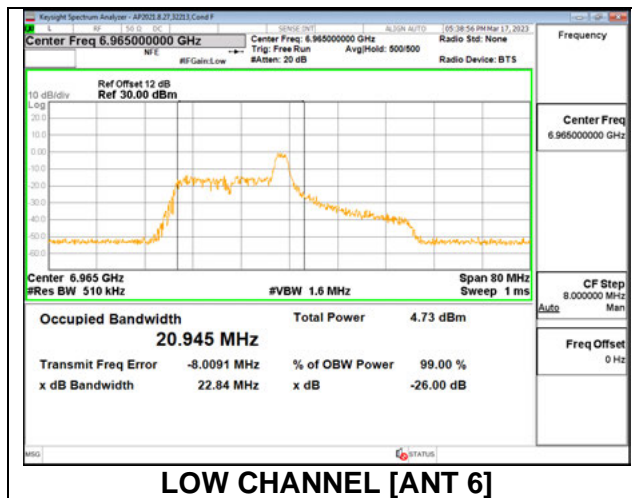 Keysight Spectrum Analyzer - AP2021.8.27,32213,Cond F
L RF 50 Ω DC SENSE:INT ALIGN AUTO 05:38:56 PM Mar 17, 2023
Center Freq 6.965000000 GHz
NFE
#IFGain:Low
Center Freq: 6.965000000 GHz
Trig: Free Run Avg|Hold: 500/500
#Atten: 20 dB
Radio Std: None
Radio Device: BTS
Frequency
Ref Offset 12 dB
10 dB/div Ref 30.00 dBm
Log
20.0
10.0
0.00
-10.0
-20.0
-30.0
-40.0
-50.0
-60.0
Center 6.965 GHz Span 80 MHz
#Res BW 510 kHz #VBW 1.6 MHz Sweep 1 ms
Occupied Bandwidth Total Power 4.73 dBm
20.945 MHz
Transmit Freq Error -8.0091 MHz % of OBW Power 99.00 %
x dB Bandwidth 22.84 MHz x dB -26.00 dB
Center Freq
6.965000000 GHz
CF Step
8.000000 MHz
Auto Man
Freq Offset
0 Hz
MSG STATUS
LOW CHANNEL [ANT 6]